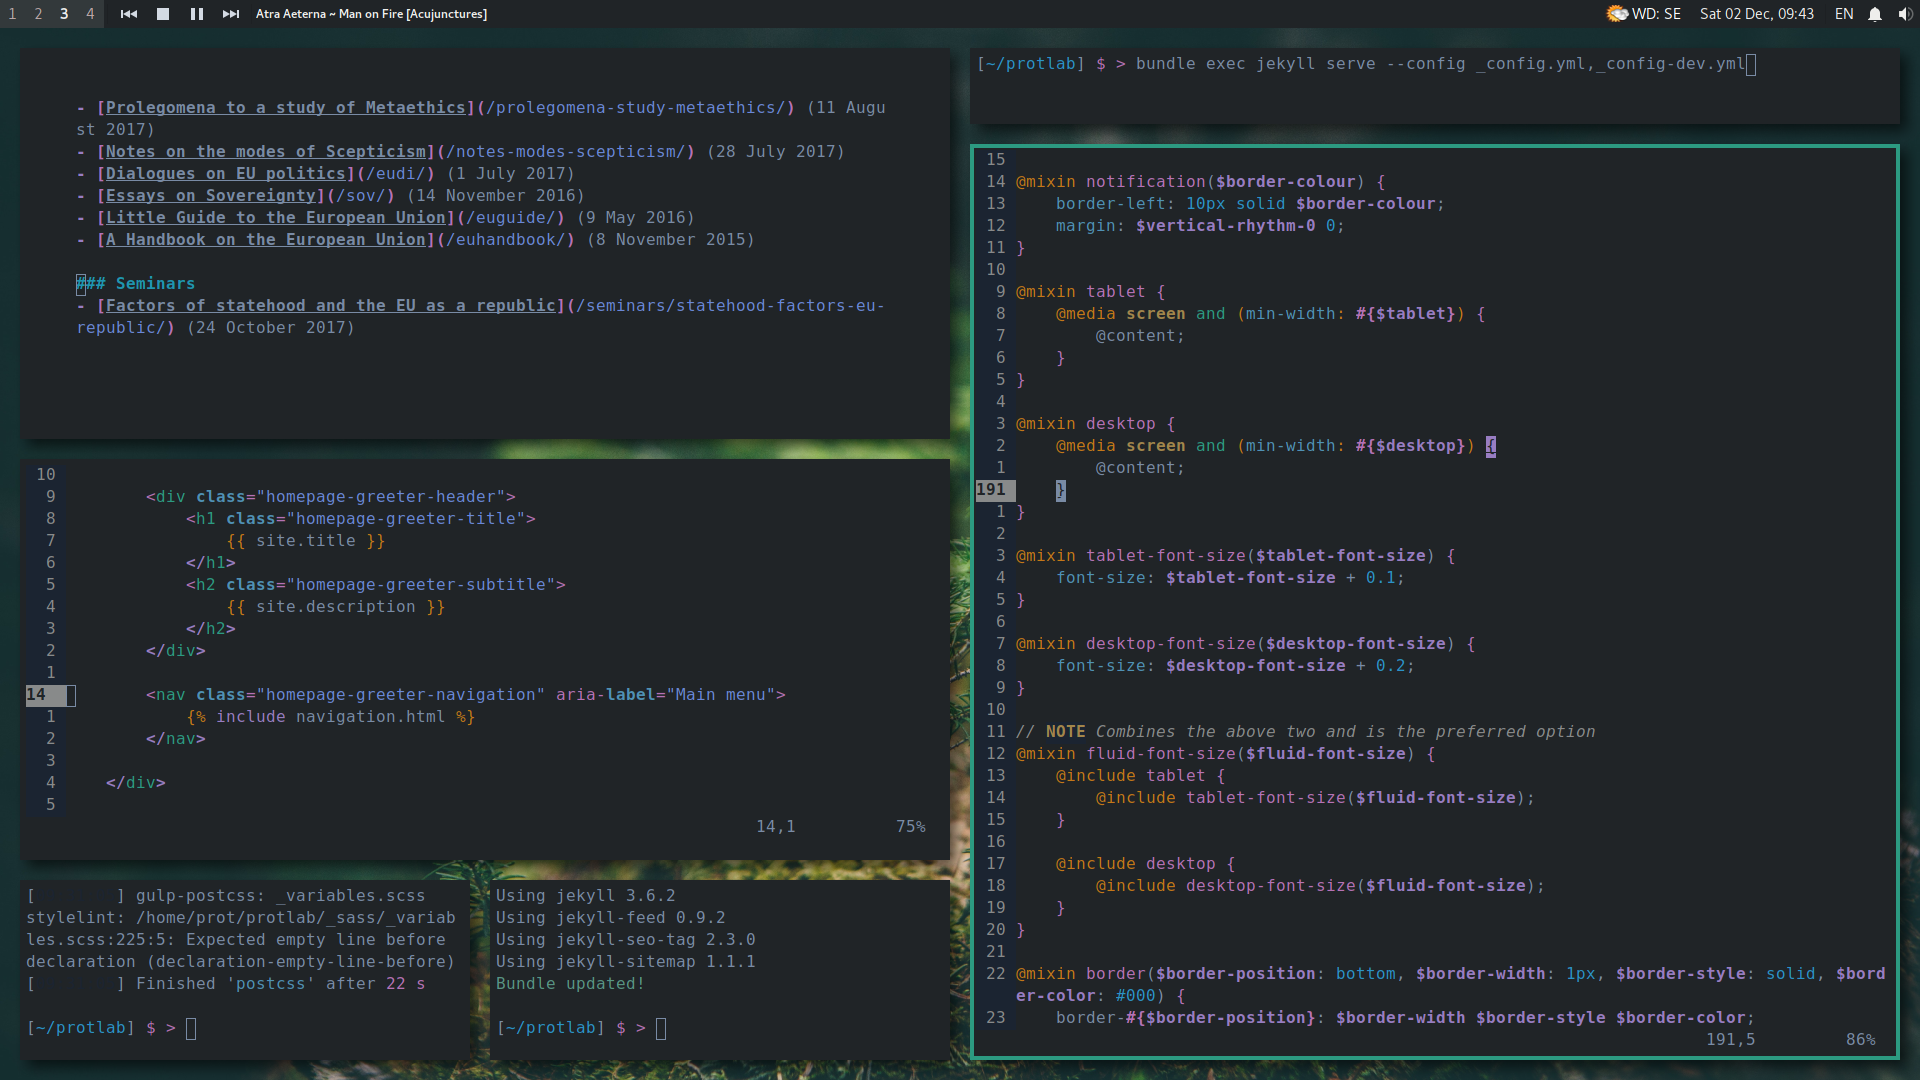 1 2 3 4 Atra Aeterna ~ Man on Fire [Acujunctures] WD: SE Sat 02 Dec, 09:43 EN
- [Prolegomena to a study of Metaethics](/prolegomena-study-metaethics/) (11 Augu
st 2017)
- [Notes on the modes of Scepticism](/notes-modes-scepticism/) (28 July 2017)
- [Dialogues on EU politics](/eudi/) (1 July 2017)
- [Essays on Sovereignty](/sov/) (14 November 2016)
- [Little Guide to the European Union](/euguide/) (9 May 2016)
- [A Handbook on the European Union](/euhandbook/) (8 November 2015)
### Seminars
- [Factors of statehood and the EU as a republic](/seminars/statehood-factors-eu-
republic/) (24 October 2017)
10
9 <div class="homepage-greeter-header">
8 <h1 class="homepage-greeter-title">
7 {{ site.title }}
6 </h1>
5 <h2 class="homepage-greeter-subtitle">
4 {{ site.description }}
3 </h2>
2 </div>
1
14 <nav class="homepage-greeter-navigation" aria-label="Main menu">
1 {% include navigation.html %}
2 </nav>
3
4 </div>
5
14,1 75%
[ ] gulp-postcss: _variables.scss
stylelint: /home/prot/protlab/_sass/_variab
les.scss:225:5: Expected empty line before
declaration (declaration-empty-line-before)
[ ] Finished 'postcss' after 22 s
[~/protlab] $ >
Using jekyll 3.6.2
Using jekyll-feed 0.9.2
Using jekyll-seo-tag 2.3.0
Using jekyll-sitemap 1.1.1
Bundle updated!
[~/protlab] $ >
[~/protlab] $ > bundle exec jekyll serve --config _config.yml,_config-dev.yml
15
14 @mixin notification($border-colour) {
13 border-left: 10px solid $border-colour;
12 margin: $vertical-rhythm-0 0;
11 }
10
9 @mixin tablet {
8 @media screen and (min-width: #{$tablet}) {
7 @content;
6 }
5 }
4
3 @mixin desktop {
2 @media screen and (min-width: #{$desktop}) {
1 @content;
191 }
1 }
2
3 @mixin tablet-font-size($tablet-font-size) {
4 font-size: $tablet-font-size + 0.1;
5 }
6
7 @mixin desktop-font-size($desktop-font-size) {
8 font-size: $desktop-font-size + 0.2;
9 }
10
11 // NOTE Combines the above two and is the preferred option
12 @mixin fluid-font-size($fluid-font-size) {
13 @include tablet {
14 @include tablet-font-size($fluid-font-size);
15 }
16
17 @include desktop {
18 @include desktop-font-size($fluid-font-size);
19 }
20 }
21
22 @mixin border($border-position: bottom, $border-width: 1px, $border-style: solid, $bord
er-color: #000) {
23 border-#{$border-position}: $border-width $border-style $border-color;
191,5 86%